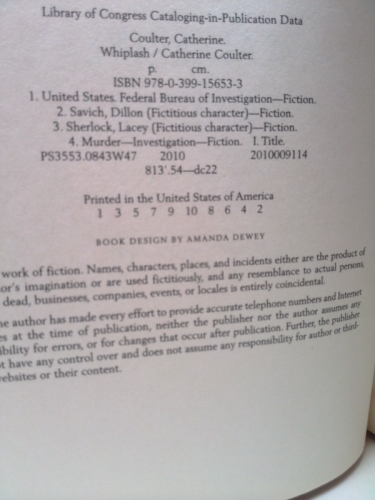 Library of Congress Cataloging-in-Publication Data
Coulter, Catherine.
Whiplash / Catherine Coulter.
p. cm.
ISBN 978-0-399-15653-3
1. United States. Federal Bureau of Investigation—Fiction.
2. Savich, Dillon (Fictitious character)—Fiction.
3. Sherlock, Lacey (Fictitious character)—Fiction.
4. Murder—Investigation—Fiction. I. Title.
PS3553.O843W47 2010 2010009114
813'.54—dc22
Printed in the United States of America
1 3 5 7 9 10 8 6 4 2
BOOK DESIGN BY AMANDA DEWEY
work of fiction. Names, characters, places, and incidents either are the product of
or's imagination or are used fictitiously, and any resemblance to actual persons,
dead, businesses, companies, events, or locales is entirely coincidental.
he author has made every effort to provide accurate telephone numbers and Internet
es at the time of publication, neither the publisher nor the author assumes any
ibility for errors, or for changes that occur after publication. Further, the publisher
ot have any control over and does not assume any responsibility for author or third-
ebsites or their content.